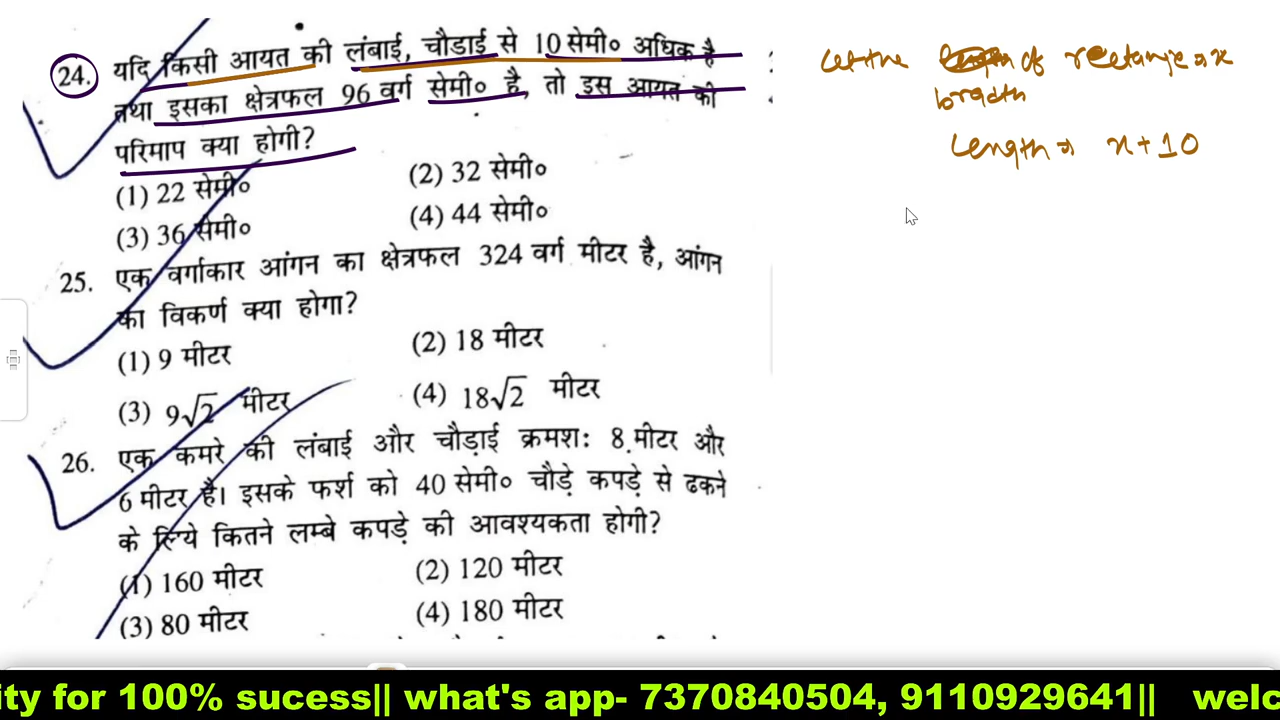 24. यदि किसी आयत की लंबाई, चौडाई से 10 सेमी० अधिक है
तथा इसका क्षेत्रफल 96 वर्ग सेमी० है, तो इस आयत की
परिमाप क्या होगी?
(1) 22 सेमी० (2) 32 सेमी०
(3) 36 सेमी० (4) 44 सेमी०
25. एक वर्गाकार आंगन का क्षेत्रफल 324 वर्ग मीटर है, आंगन
का विकर्ण क्या होगा?
(1) 9 मीटर (2) 18 मीटर
(3) 9√2 मीटर (4) 18√2 मीटर
26. एक कमरे की लंबाई और चौड़ाई क्रमशः 8 मीटर और
6 मीटर है। इसके फर्श को 40 सेमी० चौड़े कपड़े से ढकने
के लिये कितने लम्बे कपड़े की आवश्यकता होगी?
(1) 160 मीटर (2) 120 मीटर
(3) 80 मीटर (4) 180 मीटर
of = x
breadth
Length = x + 10
ity for 100% sucess|| what's app- 7370840504, 9110929641|| welc